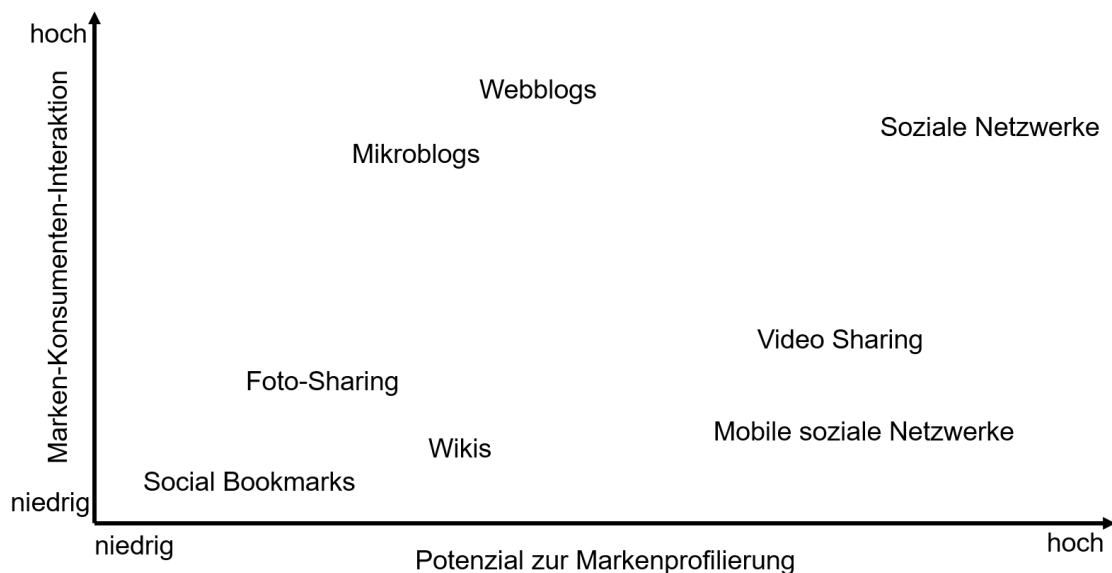 hoch
Webblogs
Soziale Netzwerke
Mikroblogs
Marken-Konsumenten-Interaktion
Video Sharing
Foto-Sharing
Mobile soziale Netzwerke
Wikis
Social Bookmarks
niedrig
niedrig
hoch
Potenzial zur Markenprofilierung